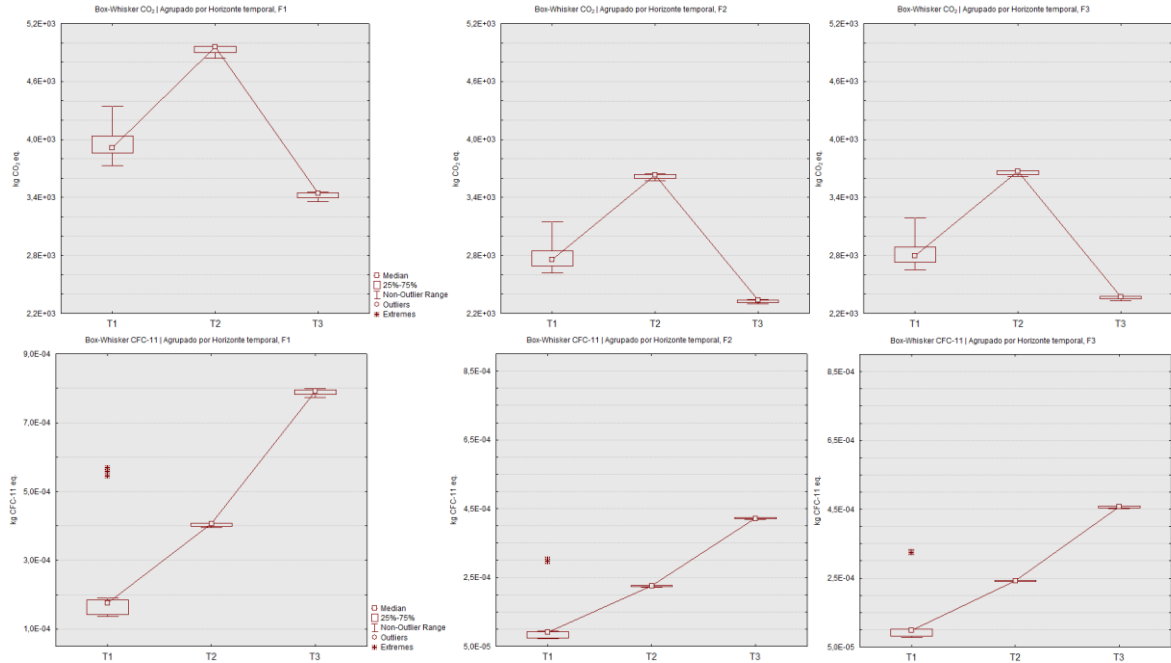 Box-Whisker CO₂ | Agrupado por Horizonte temporal, F1
5,2E+03
4,6E+03
4,0E+03
3,4E+03
2,8E+03
2,2E+03
kg CO₂ eq.
T1
T2
T3
Median
25%-75%
Non-Outlier Range
Outliers
Extremes
Box-Whisker CO₂ | Agrupado por Horizonte temporal, F2
5,2E+03
4,6E+03
4,0E+03
3,4E+03
2,8E+03
2,2E+03
kg CO₂ eq.
T1
T2
T3
Box-Whisker CO₂ | Agrupado por Horizonte temporal, F3
5,2E+03
4,6E+03
4,0E+03
3,4E+03
2,8E+03
2,2E+03
kg CO₂ eq.
T1
T2
T3
Box-Whisker CFC-11 | Agrupado por Horizonte temporal, F1
9,0E-04
7,0E-04
5,0E-04
3,0E-04
1,0E-04
kg CFC-11 eq.
T1
T2
T3
Median
25%-75%
Non-Outlier Range
Outliers
Extremes
Box-Whisker CFC-11 | Agrupado por Horizonte temporal, F2
8,5E-04
6,5E-04
4,5E-04
2,5E-04
5,0E-05
kg CFC-11 eq.
T1
T2
T3
Box-Whisker CFC-11 | Agrupado por Horizonte temporal, F3
8,5E-04
6,5E-04
4,5E-04
2,5E-04
5,0E-05
kg CFC-11 eq.
T1
T2
T3